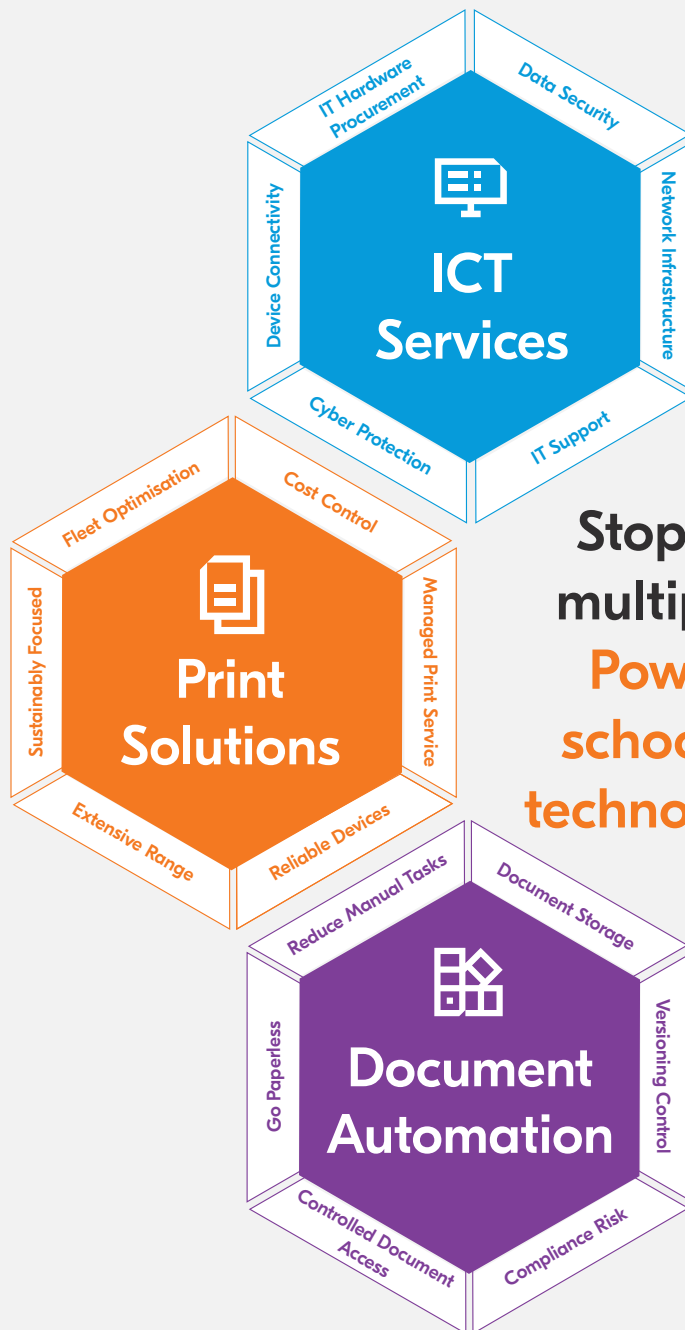 IT Hardware
Procurement
Data Security
Device Connectivity
Network Infrastructure
ICT
Services
Cyber Protection
IT Support
Fleet Optimisation
Cost Control
Sustainably Focused
Managed Print Service
Print
Solutions
Extensive Range
Reliable Devices
Stop
multip
Pow
schoo
techno
Reduce Manual Tasks
Document Storage
Go Paperless
Versioning Control
Document
Automation
Controlled Document
Access
Compliance Risk